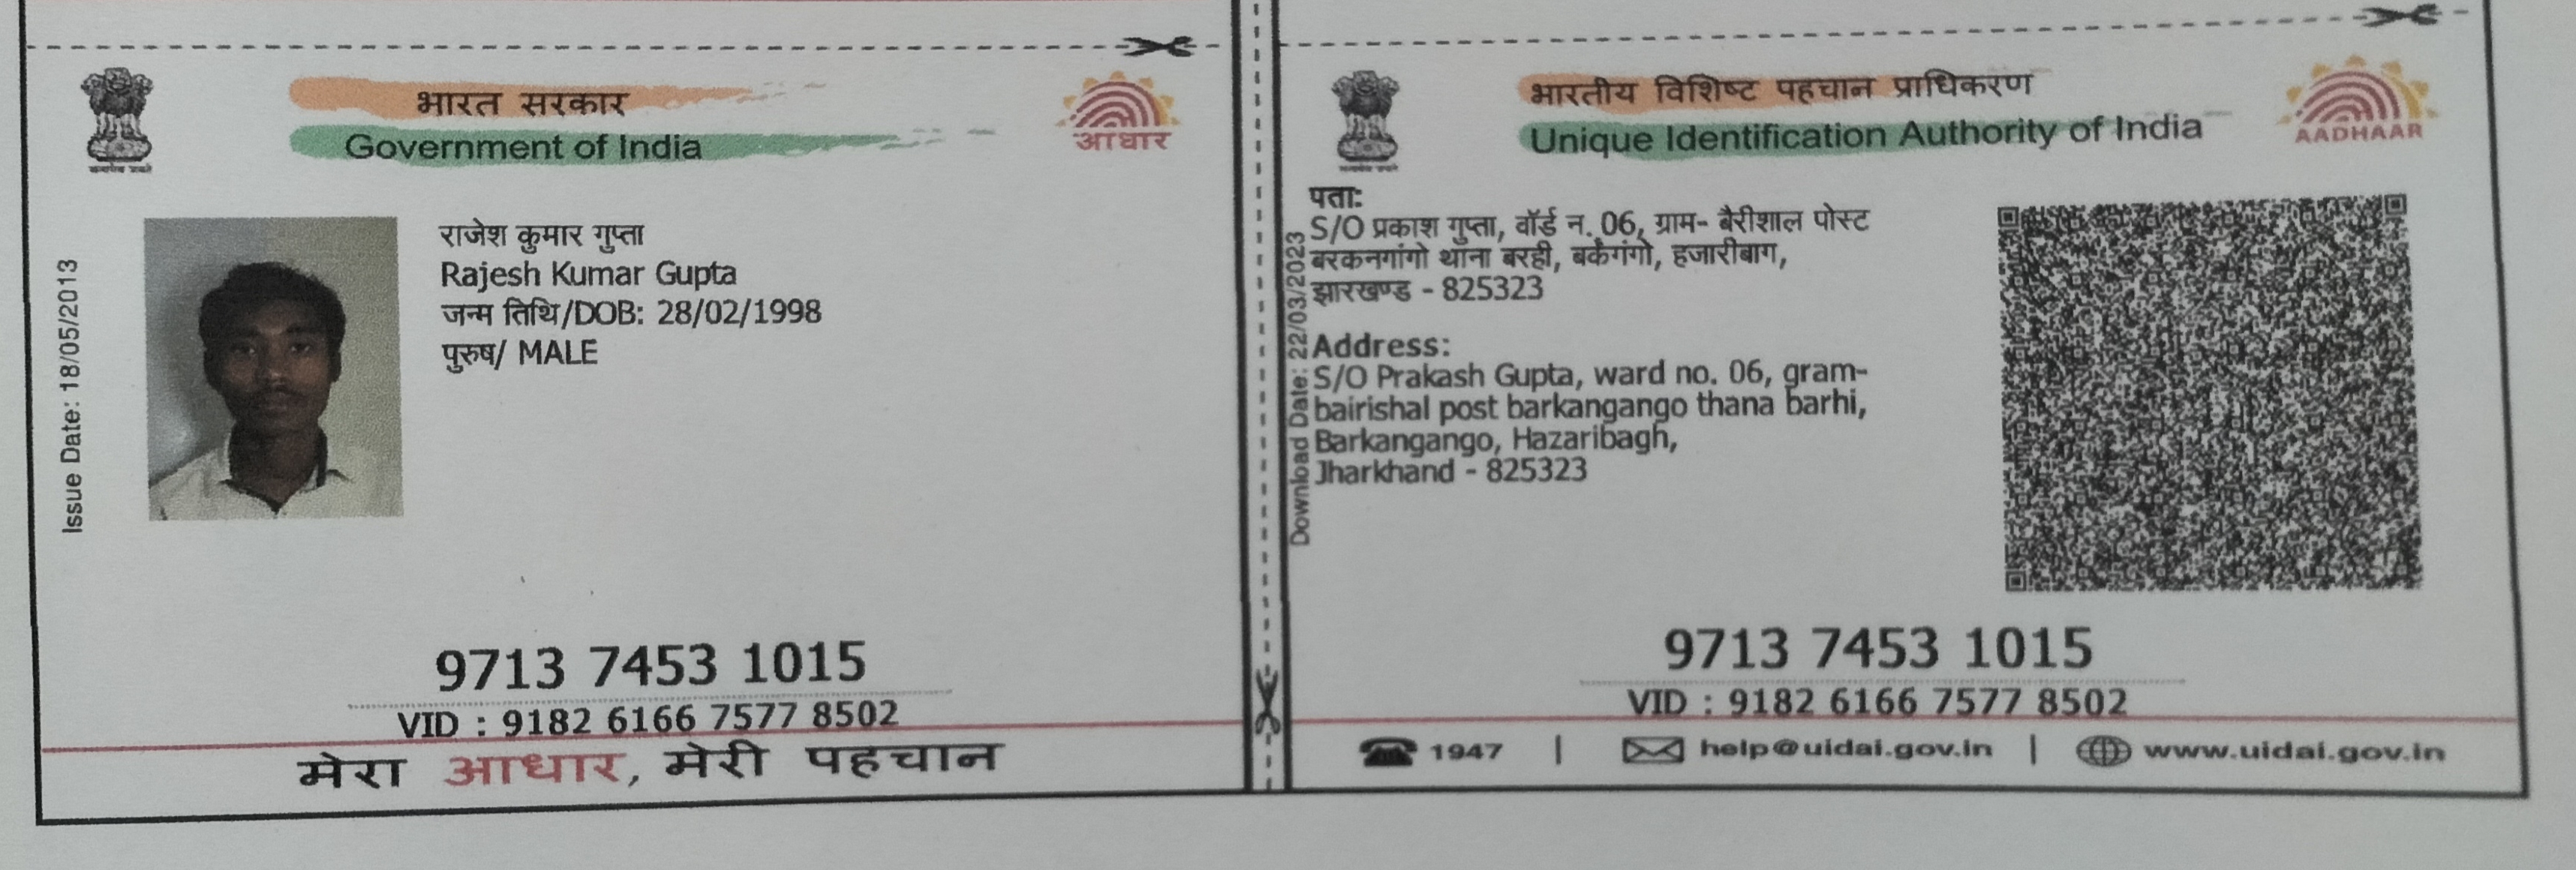 भारत सरकार
Government of India
आधार
Issue Date: 18/05/2013
राजेश कुमार गुप्ता
Rajesh Kumar Gupta
जन्म तिथि/DOB: 28/02/1998
पुरुष/ MALE
9713 7453 1015
VID : 9182 6166 7577 8502
मेरा आधार, मेरी पहचान
भारतीय विशिष्ट पहचान प्राधिकरण
Unique Identification Authority of India
AADHAAR
Download Date: 22/03/2023
पता:
S/O प्रकाश गुप्ता, वॉर्ड न. 06, ग्राम- बैरीशाल पोस्ट
बरकनगांगो थाना बरही, बर्कंगंगो, हजारीबाग,
झारखण्ड - 825323
Address:
S/O Prakash Gupta, ward no. 06, gram-
bairishal post barkangango thana barhi,
Barkangango, Hazaribagh,
Jharkhand - 825323
9713 7453 1015
VID : 9182 6166 7577 8502
1947 | help@uidai.gov.in | www.uidai.gov.in